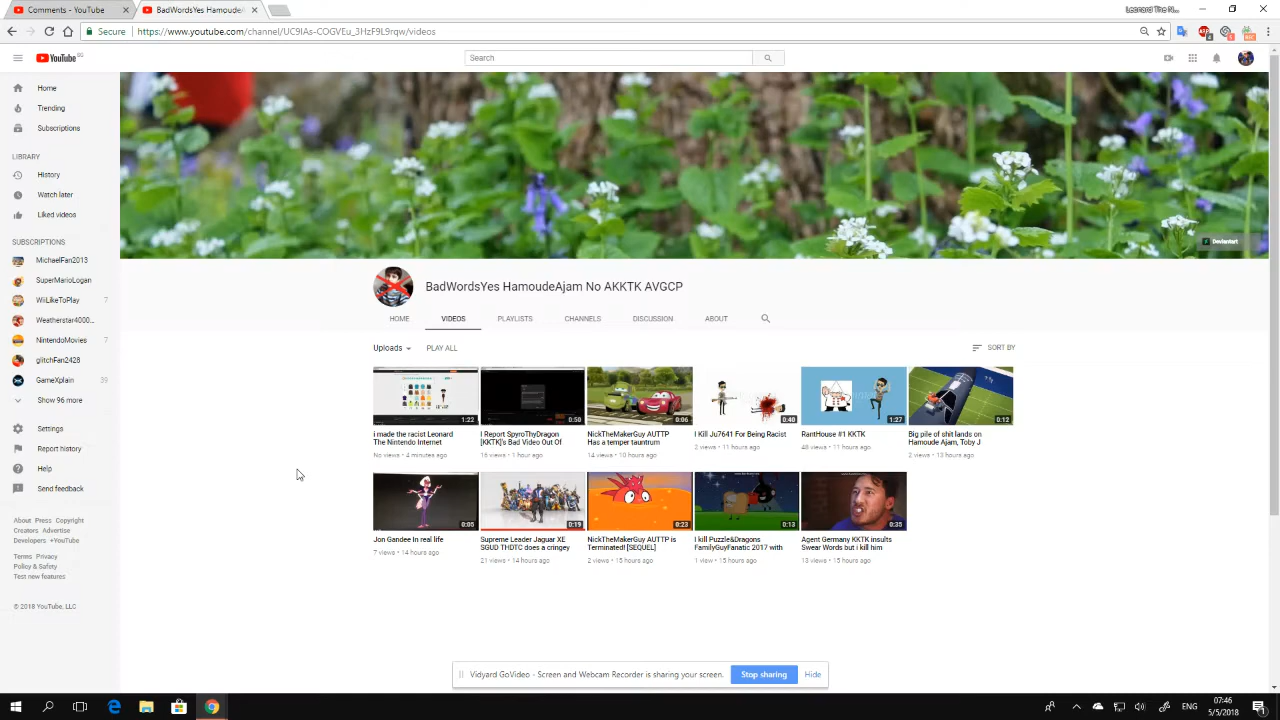 Comments - YouTube
BadWordsYes HamoudeA
Leonard The N...
Secure
https://www.youtube.com/channel/UC9IAs-COGVEu_3HzF9L9rqw/videos
YouTube
Search
Home
Trending
Subscriptions
LIBRARY
History
Watch later
Liked videos
SUBSCRIPTIONS
MichaelFan2013
SuperMarioLogan
WiiLikeToPlay 7
Weatherstar4000...
NintendoMovies 7
glitchFan2428
GameXplain 39
Show 96 more
Settings
Report history
Help
Send feedback
About Press Copyright
Creators Advertise
Developers +YouTube
Terms Privacy
Policy & Safety
Test new features
© 2018 YouTube, LLC
Deviantart
BadWordsYes HamoudeAjam No AKKTK AVGCP
HOME VIDEOS PLAYLISTS CHANNELS DISCUSSION ABOUT
Uploads PLAY ALL SORT BY
1:22 0:50 0:06 0:40 1:27 0:12
i made the racist Leonard
The Nintendo Internet
No views • 4 minutes ago
I Report SpyroThyDragon
[KKTK]'s Bad Video Out Of
16 views • 1 hour ago
NickTheMakerGuy AUTTP
Has a temper tauntrum
14 views • 10 hours ago
I Kill Ju7641 For Being Racist
2 views • 11 hours ago
RantHouse #1 KKTK
48 views • 11 hours ago
Big pile of shit lands on
Hamoude Ajam, Toby J
2 views • 13 hours ago
0:05 0:19 0:23 0:13 0:35
Jon Gandee In real life
7 views • 14 hours ago
Supreme Leader Jaguar XE
SGUD THDTC does a cringey
21 views • 14 hours ago
NickTheMakerGuy AUTTP is
Terminated! [SEQUEL]
2 views • 15 hours ago
I kill Puzzle&Dragons
FamilyGuyFanatic 2017 with
1 view • 15 hours ago
Agent Germany KKTK insults
Swear Words but i kill him
13 views • 15 hours ago
Vidyard GoVideo - Screen and Webcam Recorder is sharing your screen.
Stop sharing
Hide
ENG
07:46
5/5/2018